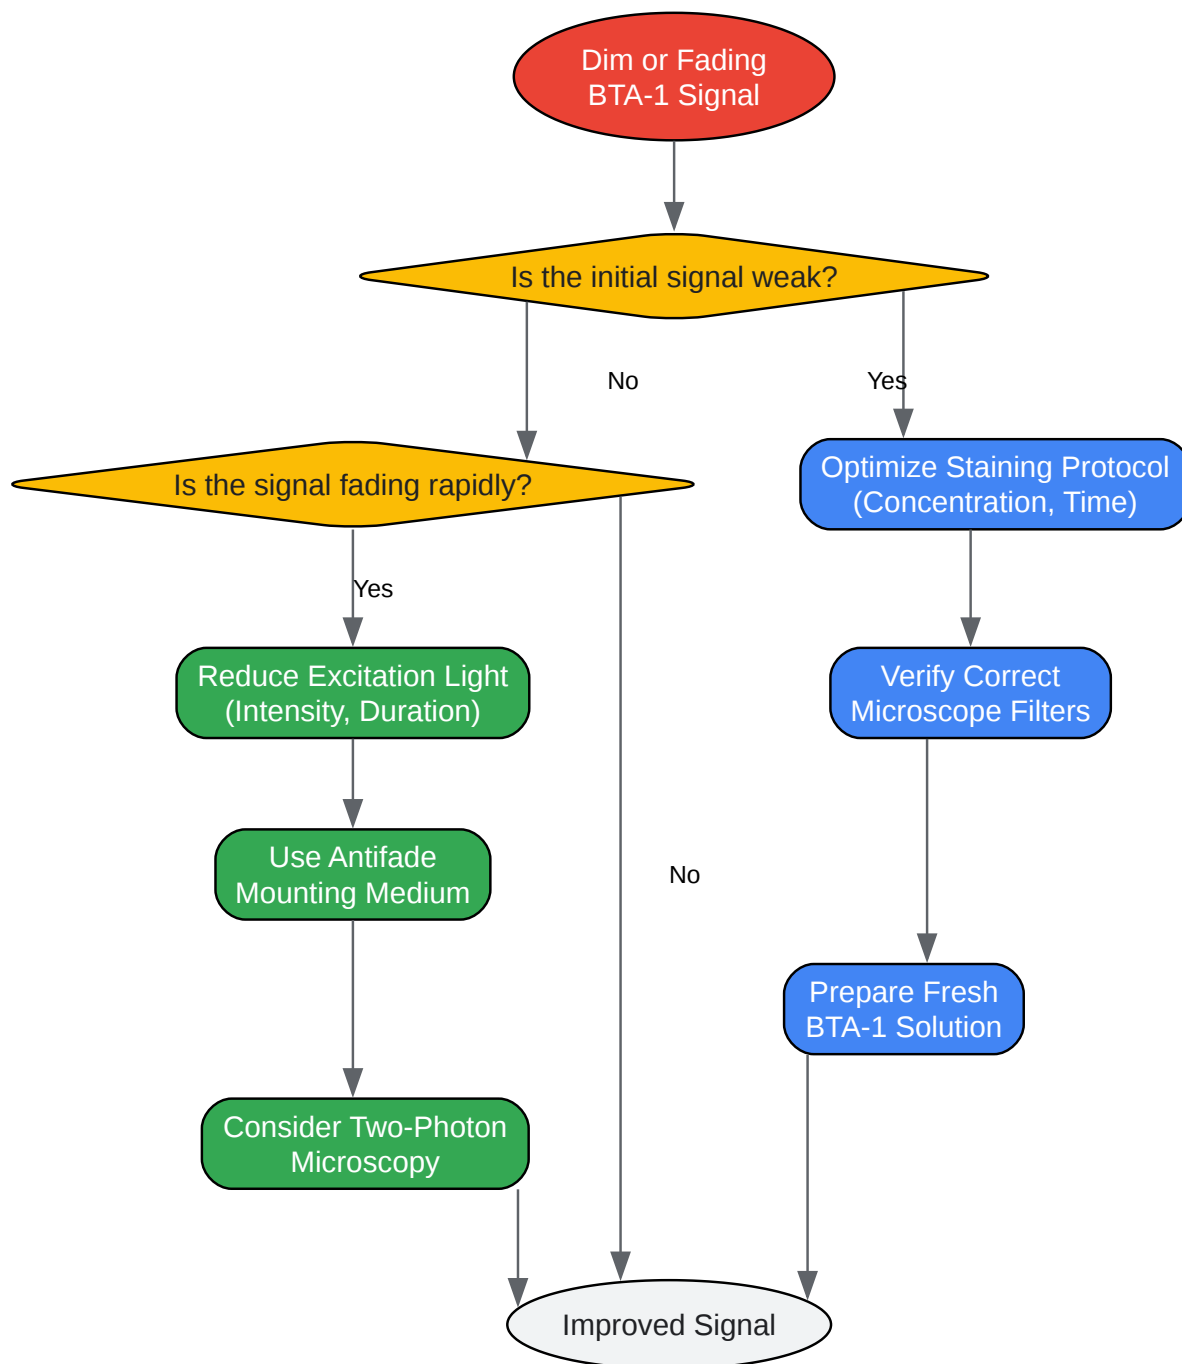 Dim or Fading
BTA-1 Signal
Is the initial signal weak?
No
Yes
Is the signal fading rapidly?
Optimize Staining Protocol
(Concentration, Time)
Yes
Reduce Excitation Light
(Intensity, Duration)
Verify Correct
Microscope Filters
Use Antifade
Mounting Medium
No
Prepare Fresh
BTA-1 Solution
Consider Two-Photon
Microscopy
Improved Signal